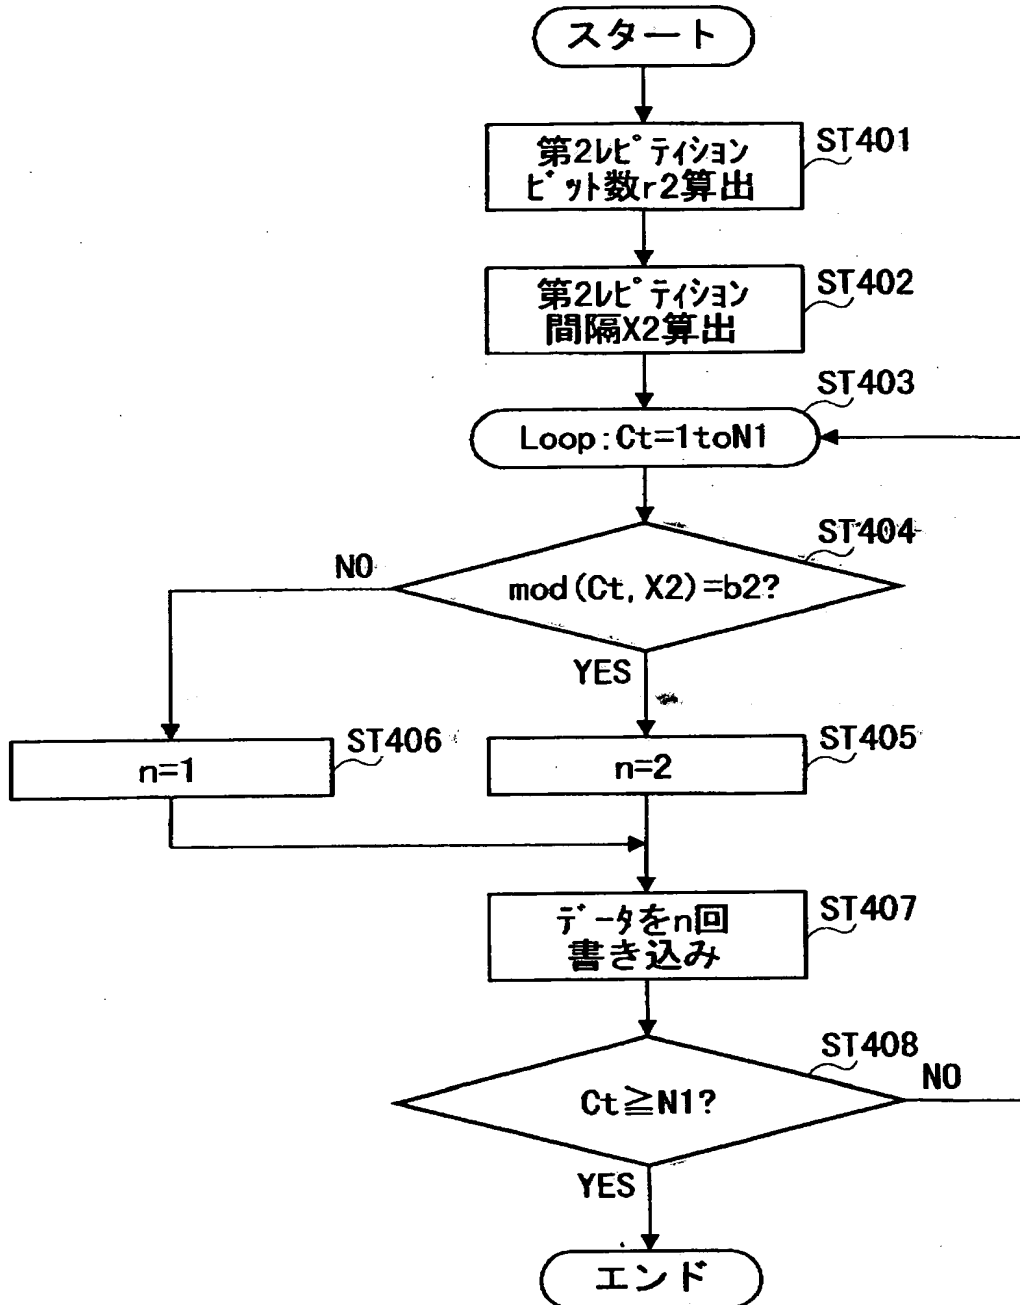 スタート
第2レピティション
ビット数r2算出
ST401
第2レピティション
間隔X2算出
ST402
ST403
Loop:Ct=1toN1
ST404
NO
mod(Ct, X2)=b2?
YES
ST406
n=1
ST405
n=2
データをn回
書き込み
ST407
ST408
Ct≧N1?
NO
YES
エンド